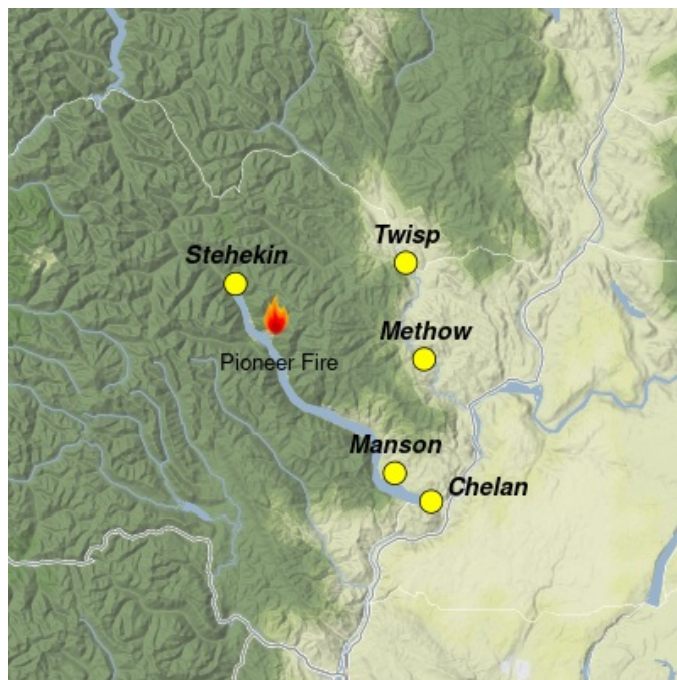 Twisp
Stehekin
Methow
Pioneer Fire
Manson
Chelan